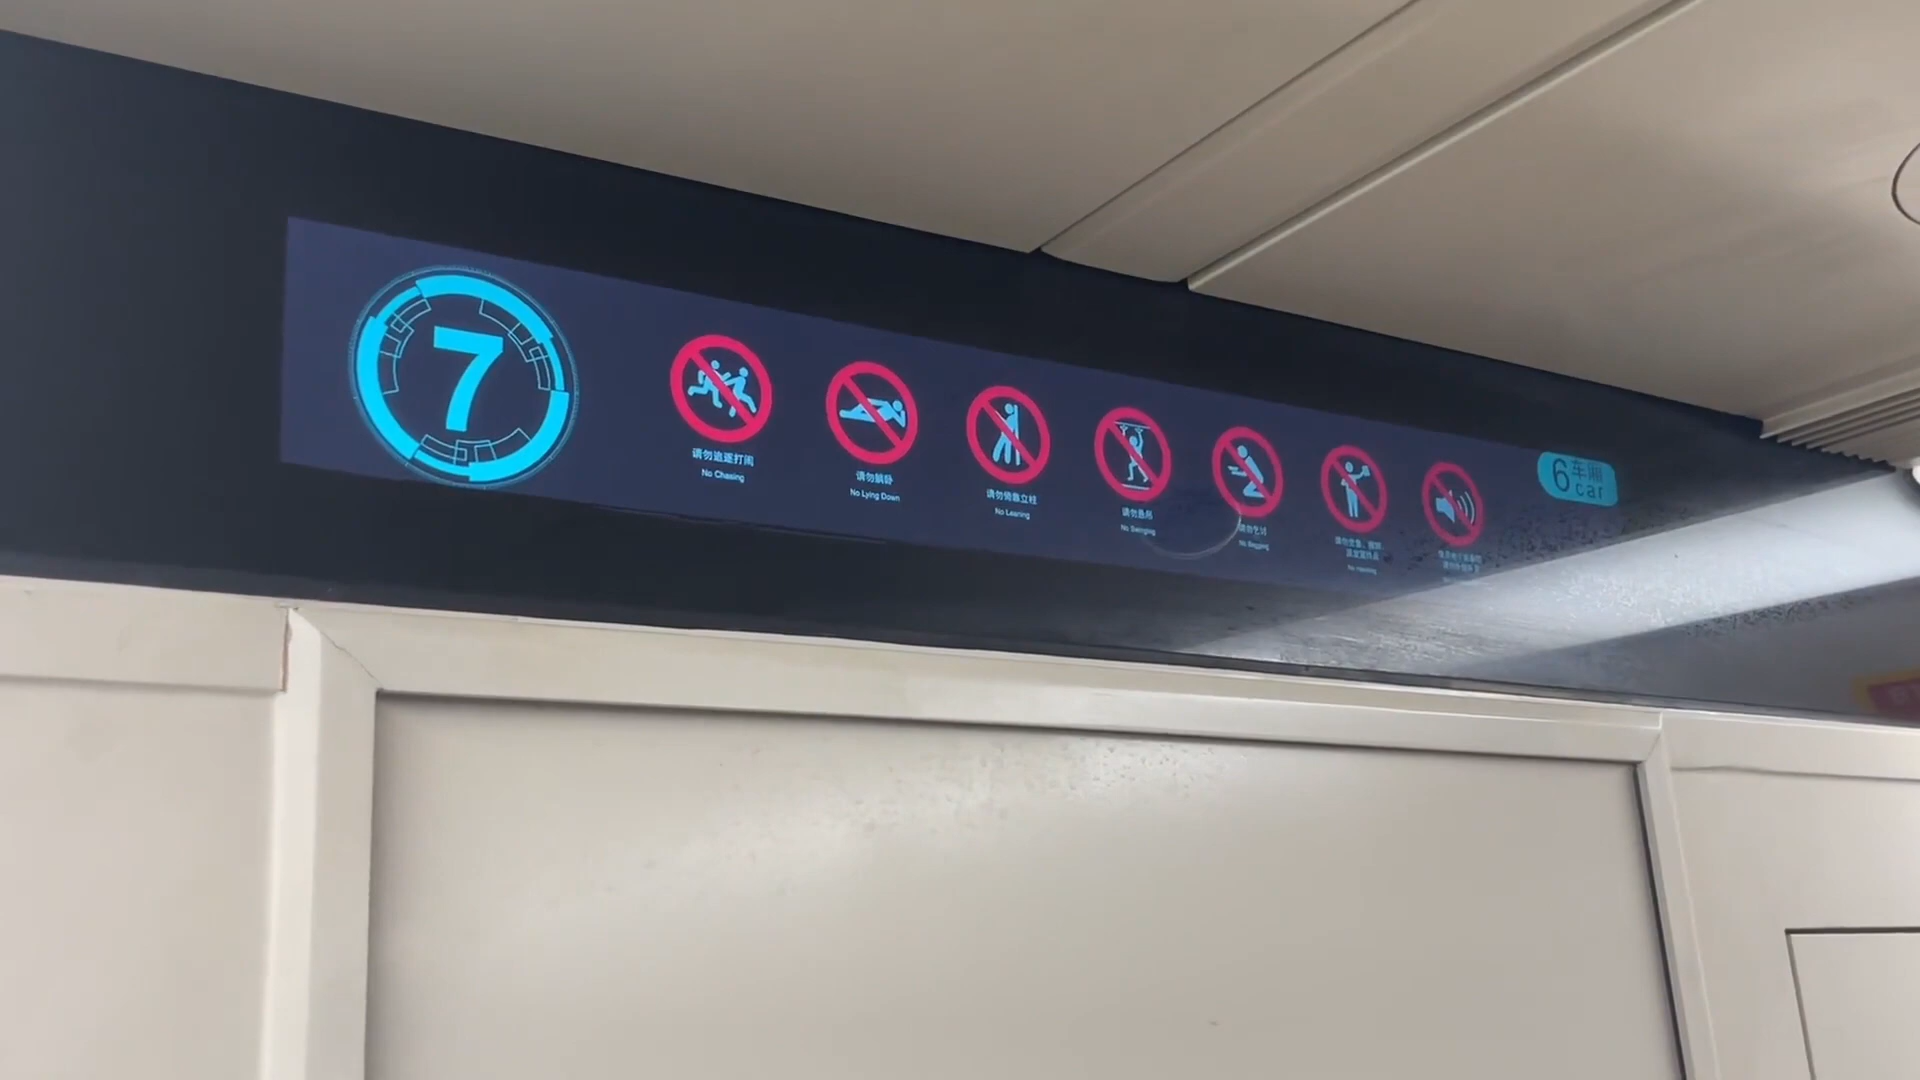 7
请勿追逐打闹
No Chasing
请勿躺卧
No Lying Down
请勿倚靠立柱
No Leaning
请勿悬吊
No Swinging
请勿乞讨
No Begging
6车厢
car